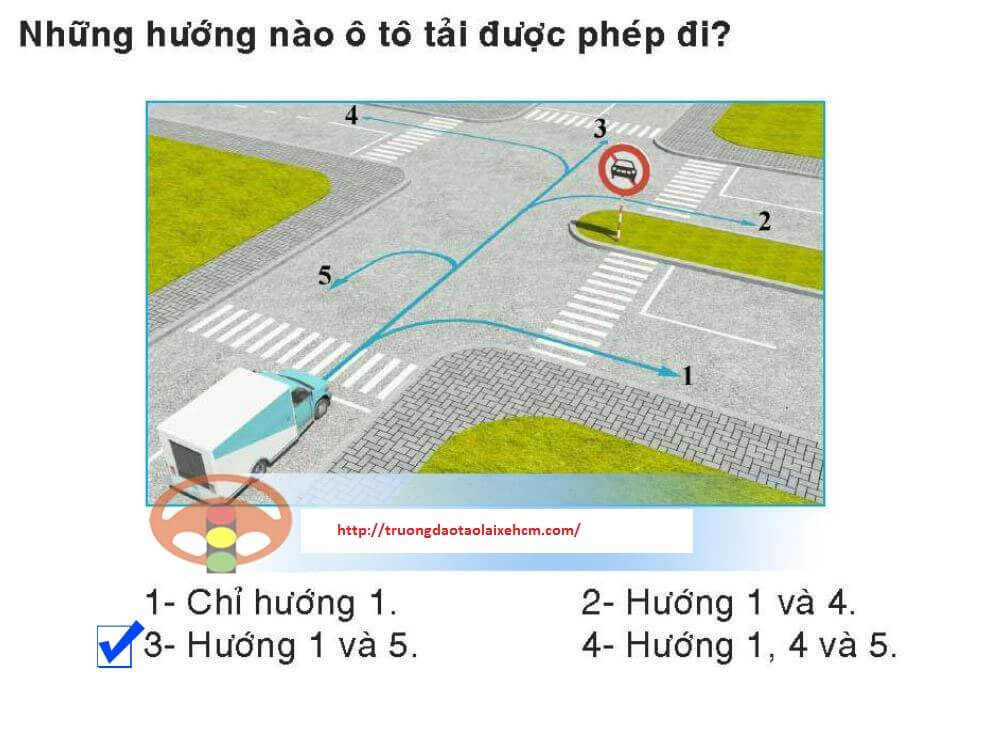 Những hướng nào ô tô tải được phép đi?
4
3
2
5
1
http://truongdaotaolaixehcm.com/
1- Chỉ hướng 1.
2- Hướng 1 và 4.
3- Hướng 1 và 5.
4- Hướng 1, 4 và 5.